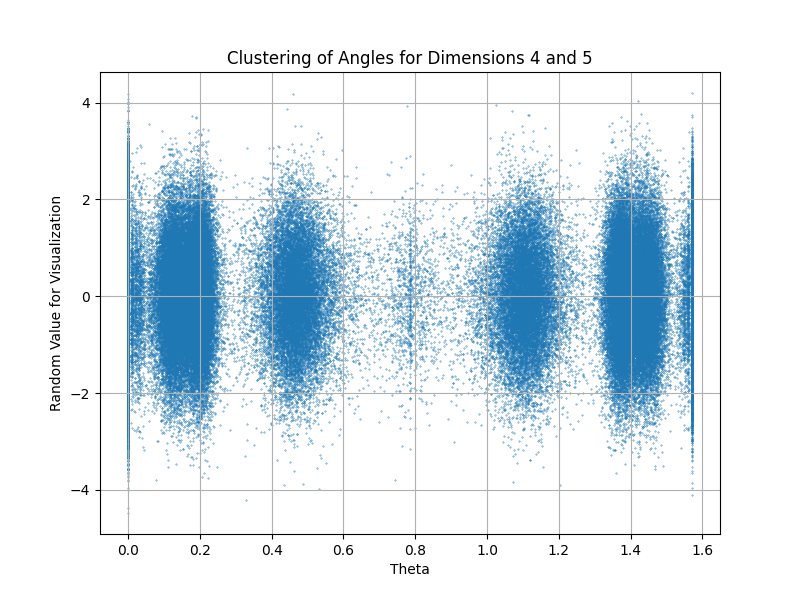 Clustering of Angles for Dimensions 4 and 5
4
2
0
−2
−4
Random Value for Visualization
0.0 0.2 0.4 0.6 0.8 1.0 1.2 1.4 1.6
Theta